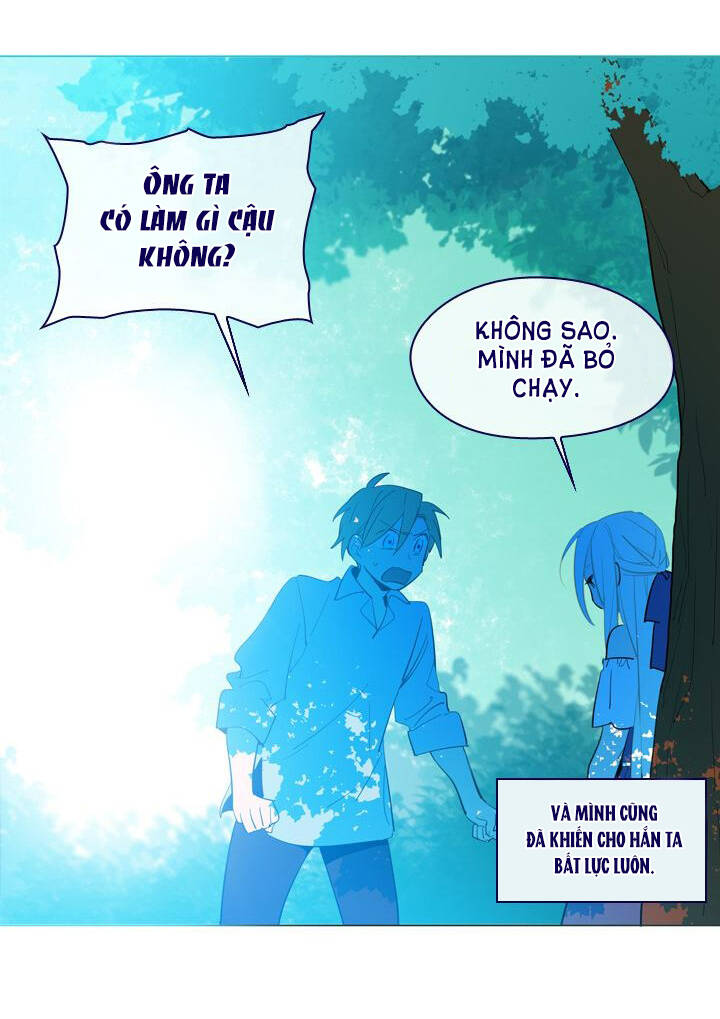 ÔNG TA
CÓ LÀM GÌ CẬU
KHÔNG?
KHÔNG SAO.
MÌNH ĐÃ BỎ
CHẠY.
VÀ MÌNH CŨNG
ĐÃ KHIẾN CHO HẮN TA
BẤT LỰC LUÔN.